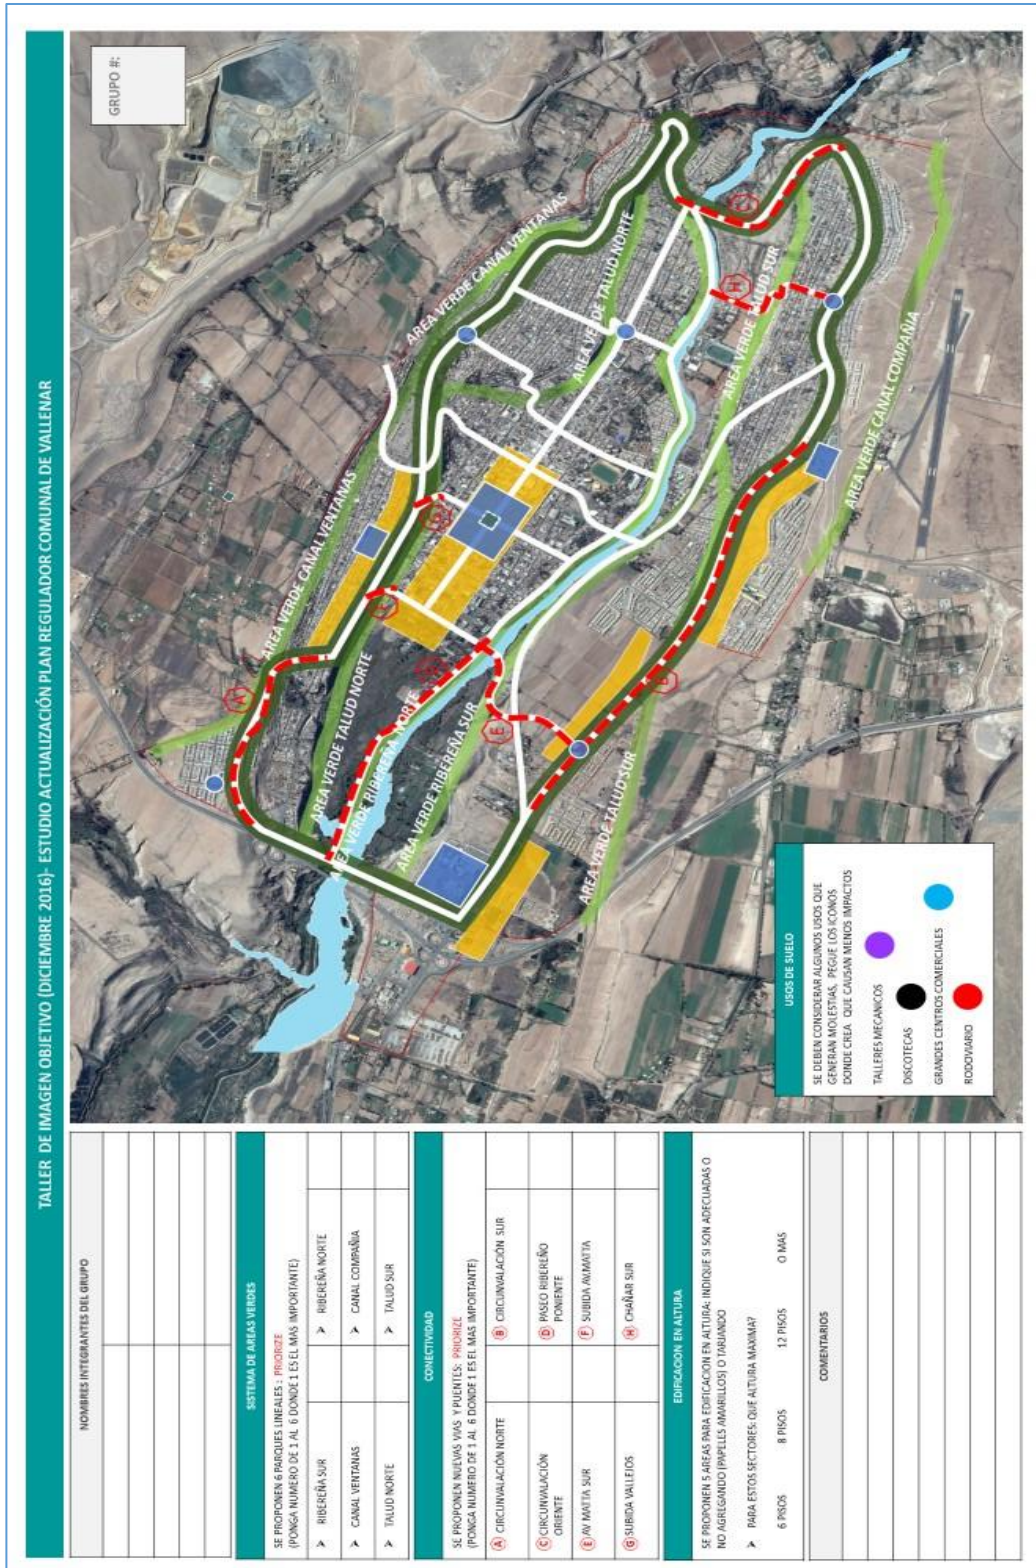 TALLER DE IMAGEN OBJETIVO (DICIEMBRE 2016)- ESTUDIO ACTUALIZACIÓN PLAN REGULADOR COMUNAL DE VALLENAR
NOMBRES INTEGRANTES DEL GRUPO
SISTEMA DE AREAS VERDES
SE PROPONEN 6 PARQUES LINEALES : PRIORIZE
(PONGA NUMERO DE 1 AL 6 DONDE 1 ES EL MAS IMPORTANTE)
➤ RIBEREÑA SUR
➤ RIBEREÑA NORTE
➤ CANAL VENTANAS
➤ CANAL COMPAÑIA
➤ TALUD NORTE
➤ TALUD SUR
CONECTIVIDAD
SE PROPONEN NUEVAS VIAS Y PUENTES: PRIORIZE
(PONGA NUMERO DE 1 AL 6 DONDE 1 ES EL MAS IMPORTANTE)
A CIRCUNVALACIÓN NORTE
B CIRCUNVALACIÓN SUR
C CIRCUNVALACIÓN
ORIENTE
D PASEO RIBEREÑO
PONIENTE
E AV MATTA SUR
F SUBIDA AV.MATTA
G SUBIDA VALLEJOS
H CHAÑAR SUR
EDIFICACION EN ALTURA
SE PROPONEN 5 AREAS PARA EDIFICACION EN ALTURA: INDIQUE SI SON ADECUADAS O
NO AGREGANDO (PAPELES AMARILLOS) O TARJANDO
➤ PARA ESTOS SECTORES: QUE ALTURA MAXIMA?
6 PISOS 8 PISOS 12 PISOS O MAS
COMENTARIOS
GRUPO #:
AREA VERDE CANAL VENTANAS
AREA VERDE CANAL VENTANAS
AREA VERDE TALUD NORTE
AREA VERDE TALUD NORTE
AREA VERDE RIBEREÑA NORTE
AREA VERDE RIBEREÑA SUR
AREA VERDE TALUD SUR
AREA VERDE TALUD SUR
AREA VERDE CANAL COMPAÑIA
A
E
B
H
USOS DE SUELO
SE DEBEN CONSIDERAR ALGUNOS USOS QUE
GENERAN MOLESTIAS, PEGUE LOS ICONOS
DONDE CREA QUE CAUSAN MENOS IMPACTOS
TALLERES MECANICOS
DISCOTECAS
GRANDES CENTROS COMERCIALES
RODOVIARIO